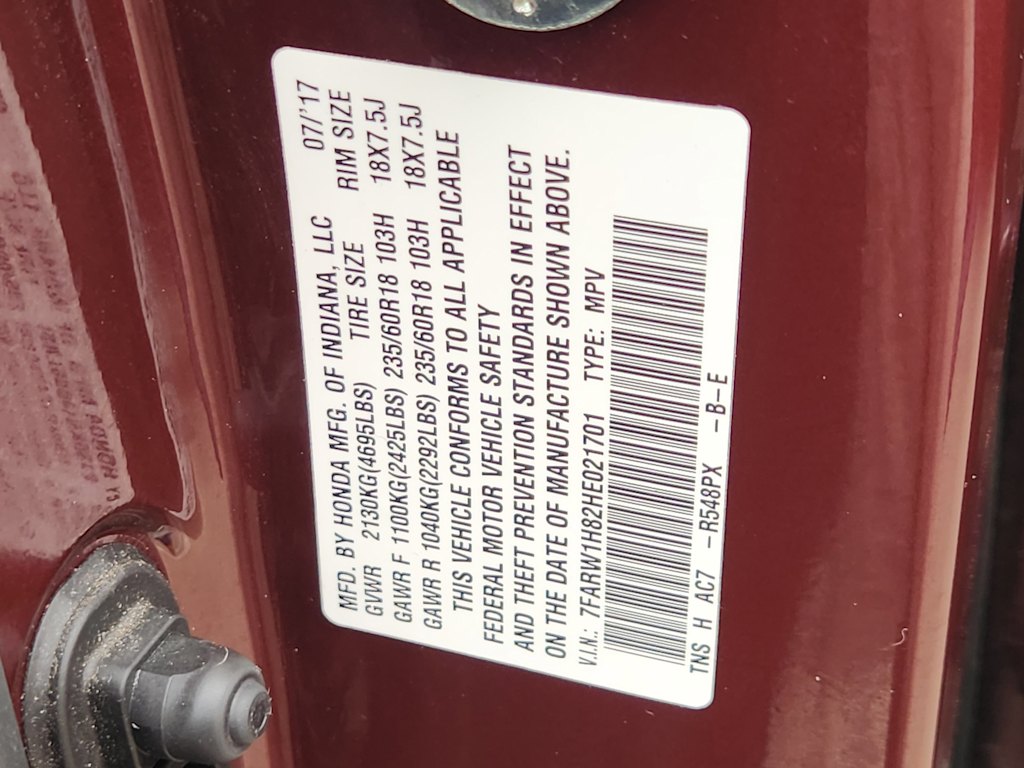 MFD. BY HONDA MFG. OF INDIANA, LLC 07/'17
GVWR 2130KG(4695LBS) TIRE SIZE RIM SIZE
GAWR F 1100KG(2425LBS) 235/60R18 103H 18X7.5J
GAWR R 1040KG(2292LBS) 235/60R18 103H 18X7.5J
THIS VEHICLE CONFORMS TO ALL APPLICABLE
FEDERAL MOTOR VEHICLE SAFETY
AND THEFT PREVENTION STANDARDS IN EFFECT
ON THE DATE OF MANUFACTURE SHOWN ABOVE.
V.I.N.: 7FARW1H82HE021701 TYPE: MPV
TNS H AC7 –R548PX –B–E